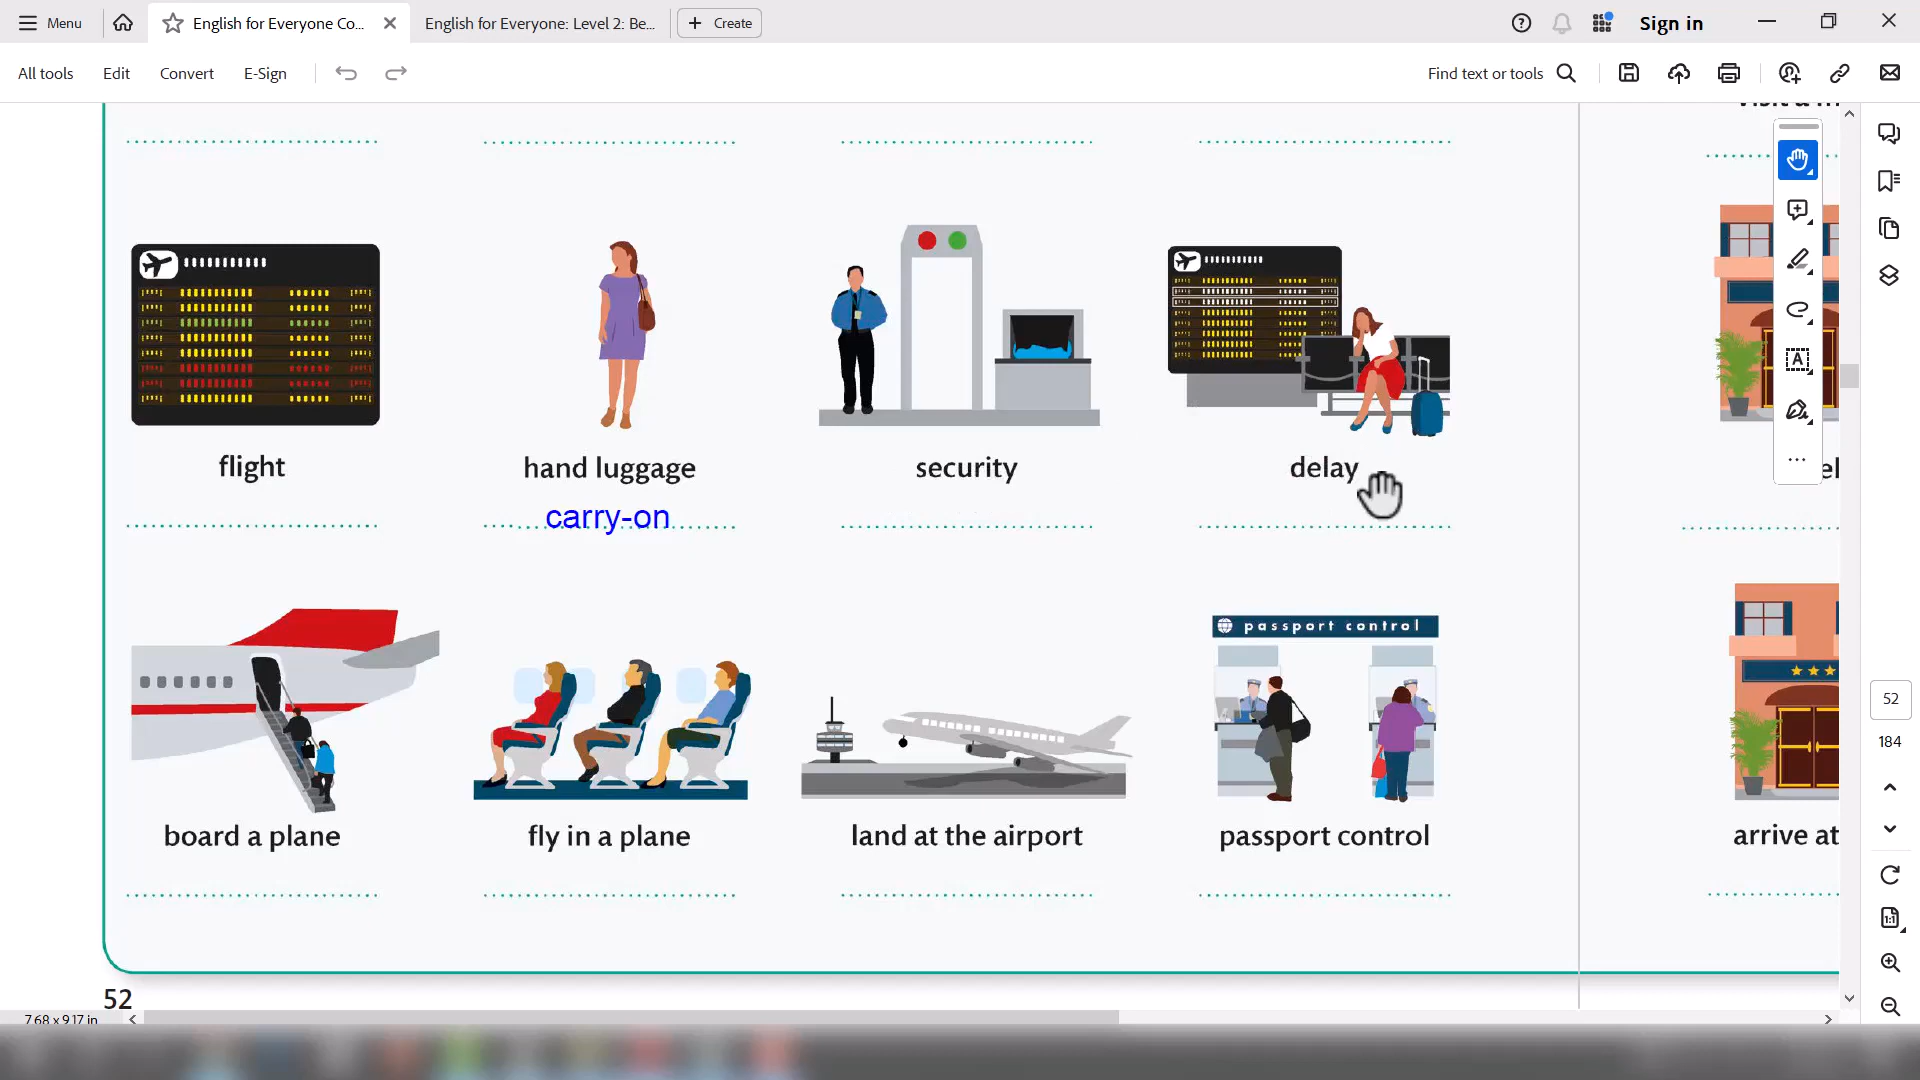 Menu
English for Everyone Co...
English for Everyone: Level 2: Be...
Create
Sign in
All tools
Edit
Convert
E-Sign
Find text or tools
flight
hand luggage
security
delay
carry-on
passport control
board a plane
fly in a plane
land at the airport
passport control
arrive at
52
184
52
7.68 x 9.17 in